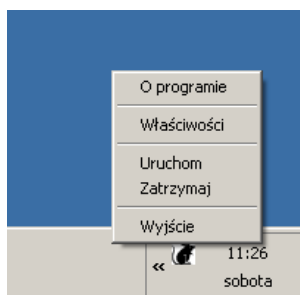 O programie
Właściwości
Uruchom
Zatrzymaj
Wyjście
« 11:26
sobota